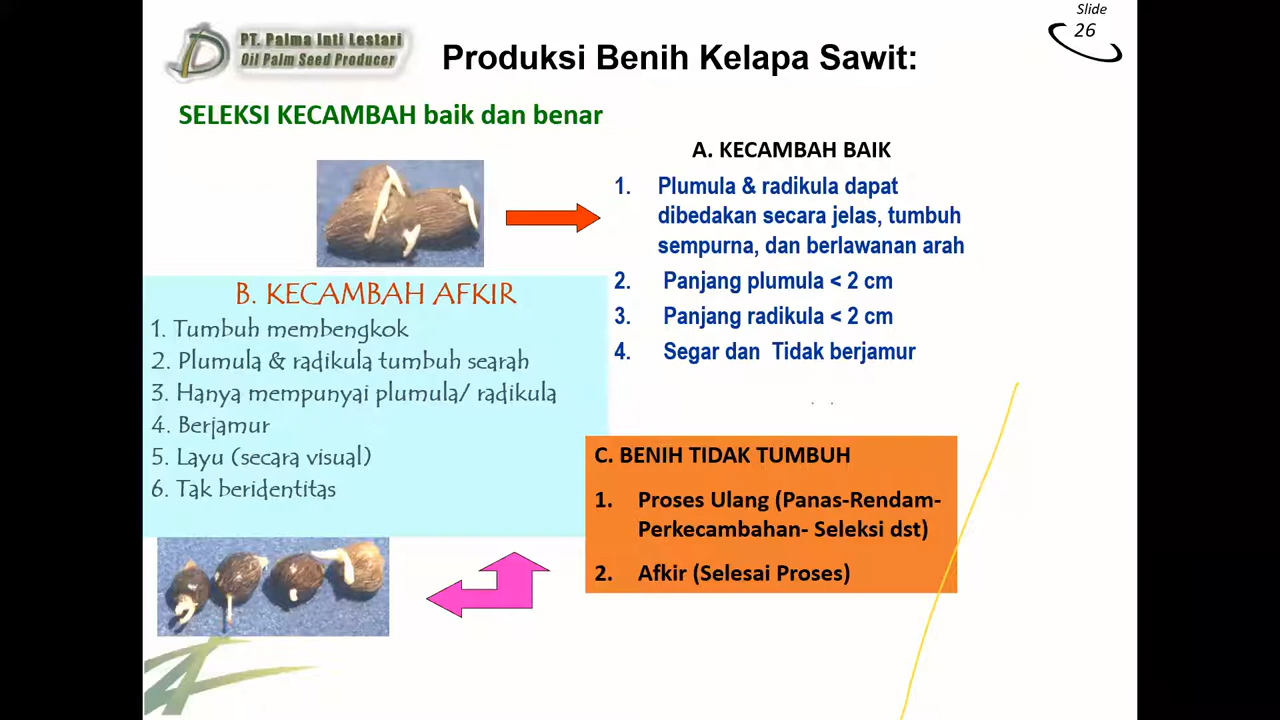 PT. Palma Inti Lestari
Oil Palm Seed Producer
Produksi Benih Kelapa Sawit:
Slide
26
SELEKSI KECAMBAH baik dan benar
A. KECAMBAH BAIK
1. Plumula & radikula dapat
dibedakan secara jelas, tumbuh
sempurna, dan berlawanan arah
2. Panjang plumula < 2 cm
3. Panjang radikula < 2 cm
4. Segar dan Tidak berjamur
B. KECAMBAH AFKIR
1. Tumbuh membengkok
2. Plumula & radikula tumbuh searah
3. Hanya mempunyai plumula/ radikula
4. Berjamur
5. Layu (secara visual)
6. Tak beridentitas
C. BENIH TIDAK TUMBUH
1. Proses Ulang (Panas-Rendam-
Perkecambahan- Seleksi dst)
2. Afkir (Selesai Proses)